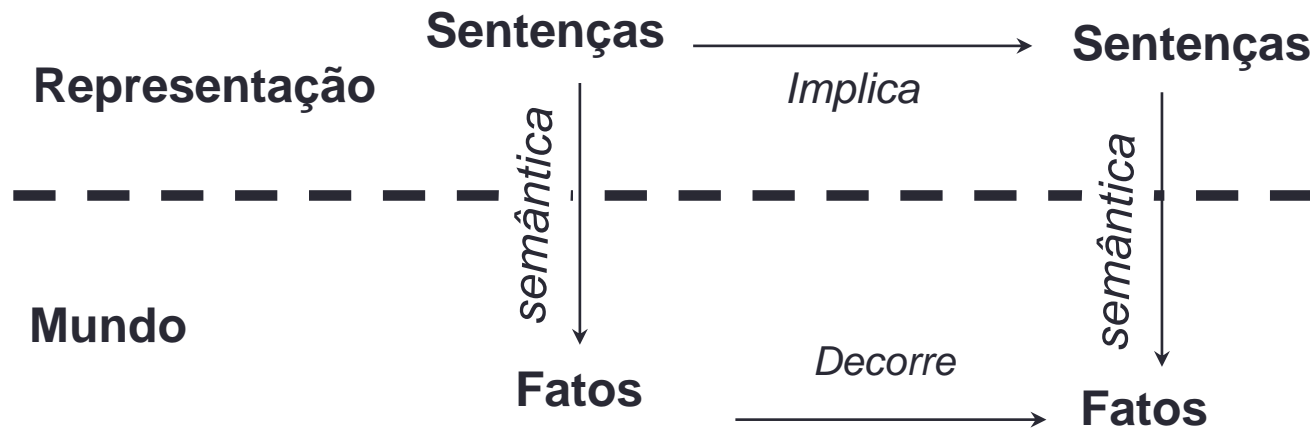 Sentenças
Sentenças
Representação
Implica
semântica
semântica
Mundo
Decorre
Fatos
Fatos